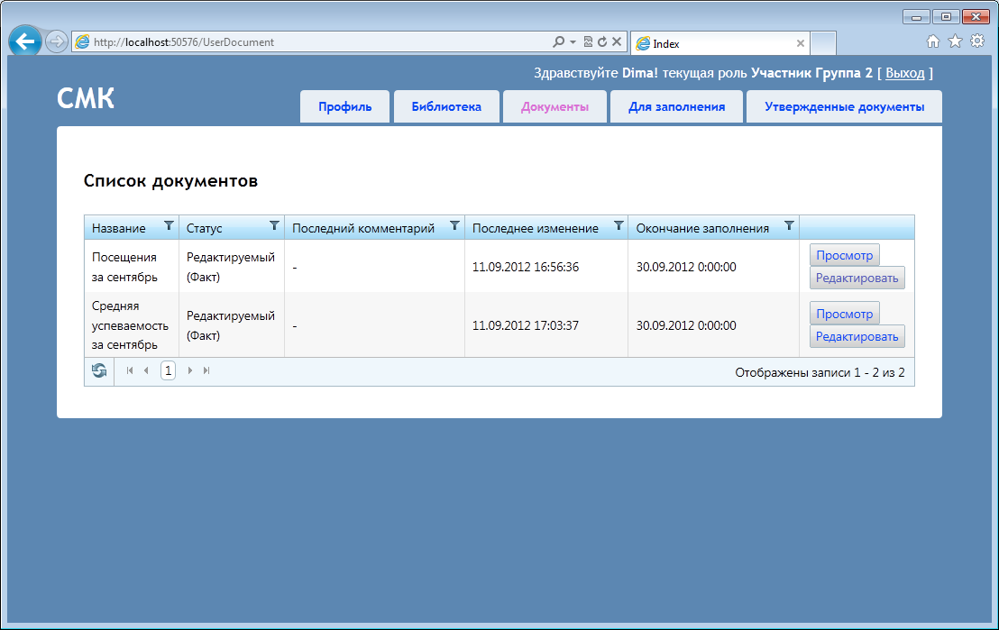 http://localhost:50576/UserDocument
Index
Здравствуйте Dima! текущая роль Участник Группа 2 [ Выход ]
СМК
Профиль
Библиотека
Документы
Для заполнения
Утвержденные документы
Список документов
Название
Статус
Последний комментарий
Последнее изменение
Окончание заполнения
Посещения
за сентябрь
Редактируемый
(Факт)
-
11.09.2012 16:56:36
30.09.2012 0:00:00
Просмотр
Редактировать
Средняя
успеваемость
за сентябрь
Редактируемый
(Факт)
-
11.09.2012 17:03:37
30.09.2012 0:00:00
Просмотр
Редактировать
1
Отображены записи 1 - 2 из 2